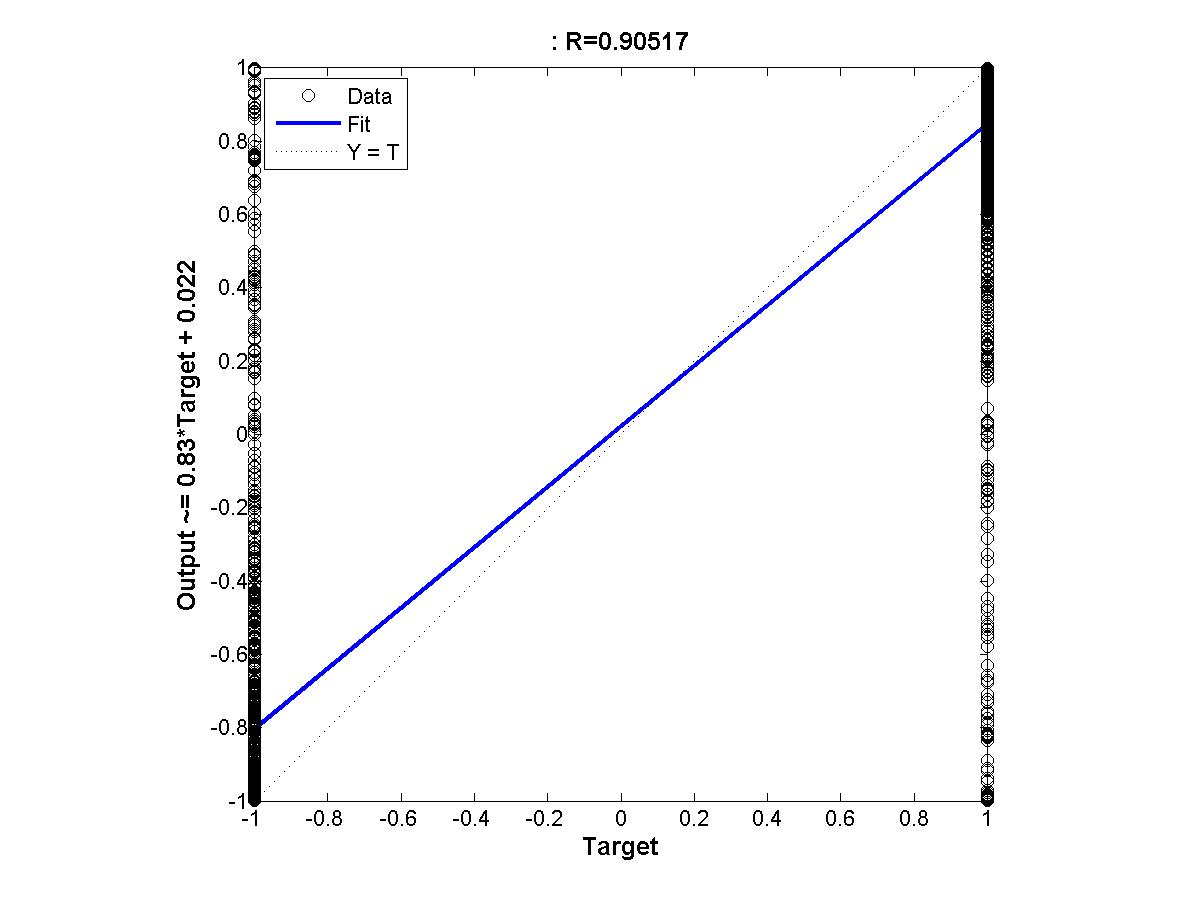 : R=0.90517
Data
Fit
Y = T
Output ~= 0.83*Target + 0.022
1
0.8
0.6
0.4
0.2
0
-0.2
-0.4
-0.6
-0.8
-1
-1 -0.8 -0.6 -0.4 -0.2 0 0.2 0.4 0.6 0.8 1
Target